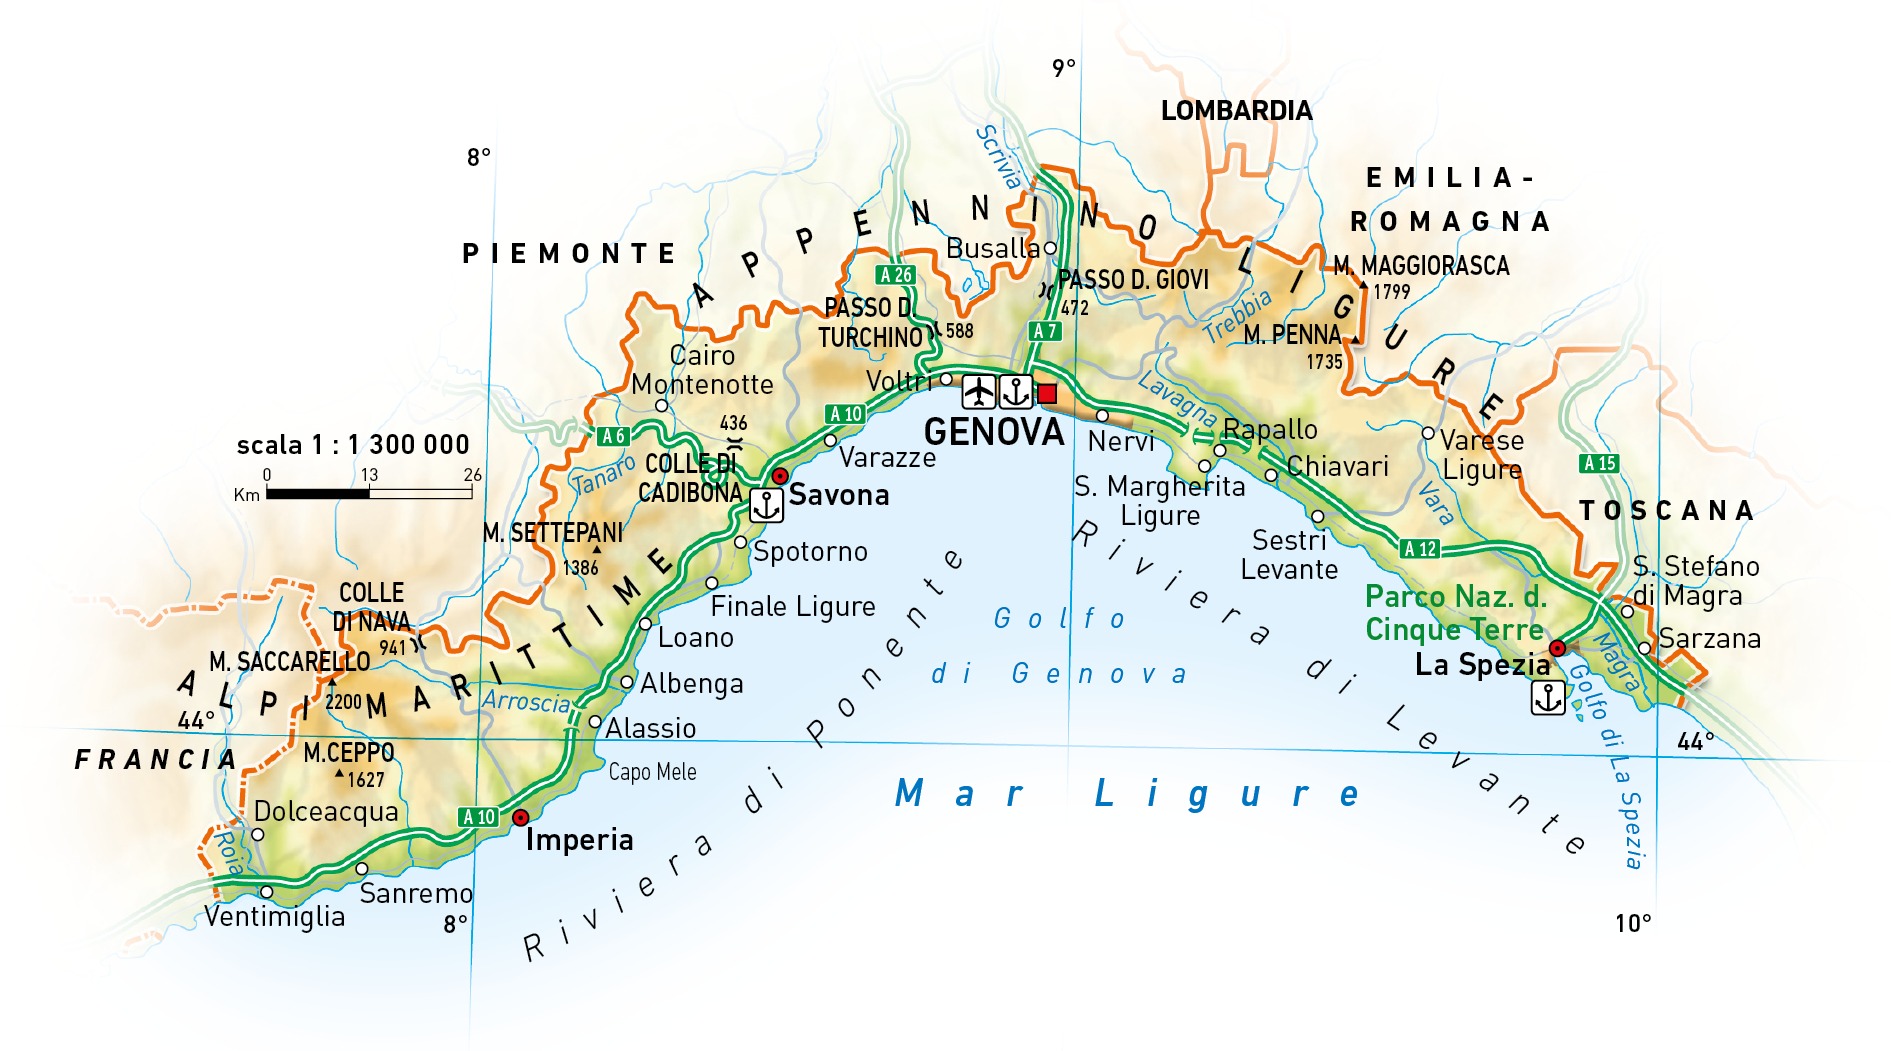 9°
LOMBARDIA
8°
EMILIA-
ROMAGNA
PIEMONTE
Scrivia
APPENNINO LIGURE
Busalla
A 26
PASSO D. GIOVI
472
M. MAGGIORASCA
1799
PASSO D.
TURCHINO
588
A 7
Trebbia
M. PENNA
1735
Cairo
Montenotte
Voltri
GENOVA
Lavagna
A 10
A 6
436
Nervi
Rapallo
Varese
Ligure
scala 1 : 1 300 000
0 13 26
Km
Tanaro
COLLE DI
CADIBONA
Varazze
Savona
S. Margherita
Ligure
Chiavari
Vara
A 15
TOSCANA
M. SETTEPANI
1386
Spotorno
Sestri
Levante
A 12
S. Stefano
di Magra
COLLE
DI NAVA
941
Finale Ligure
Loano
Golfo
di Genova
Parco Naz. d.
Cinque Terre
La Spezia
Magra
Sarzana
M. SACCARELLO
2200
ALPI MARITTIME
Arroscia
Albenga
Alassio
Capo Mele
Riviera di Ponente
Riviera di Levante
Golfo di La Spezia
44°
44°
FRANCIA
M.CEPPO
1627
Mar Ligure
Dolceacqua
A 10
Imperia
Roia
Sanremo
Ventimiglia
8°
10°